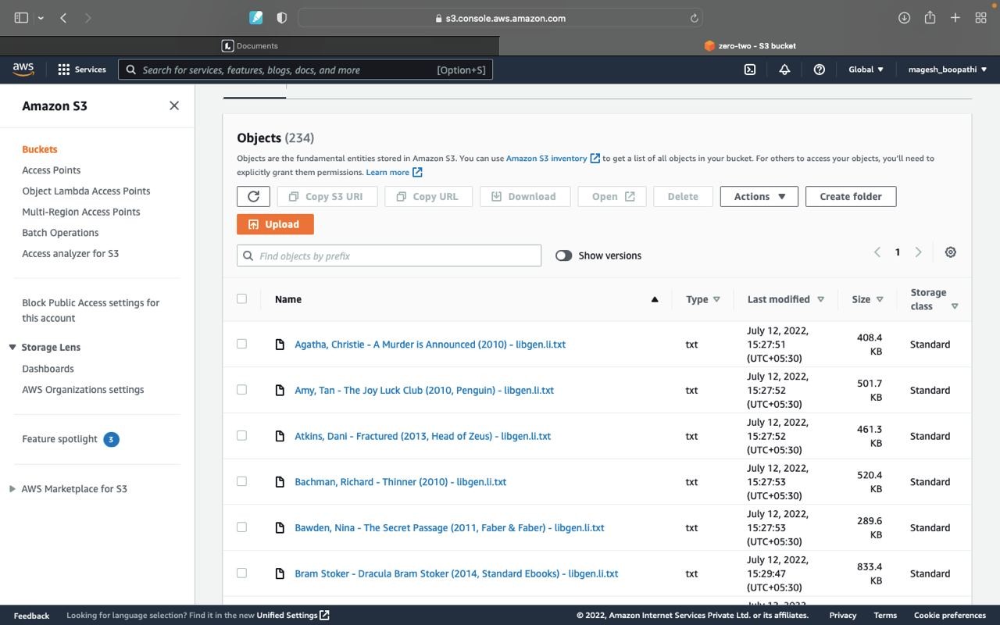 s3.console.aws.amazon.com
Documents
zero-two - S3 bucket
aws
Services
Search for services, features, blogs, docs, and more
[Option+S]
Global
magesh_boopathi
Amazon S3
Buckets
Access Points
Object Lambda Access Points
Multi-Region Access Points
Batch Operations
Access analyzer for S3
Block Public Access settings for
this account
Storage Lens
Dashboards
AWS Organizations settings
Feature spotlight 3
AWS Marketplace for S3
Objects (234)
Objects are the fundamental entities stored in Amazon S3. You can use Amazon S3 inventory to get a list of all objects in your bucket. For others to access your objects, you'll need to
explicitly grant them permissions. Learn more
Copy S3 URI
Copy URL
Download
Open
Delete
Actions
Create folder
Upload
Find objects by prefix
Show versions
1
Name
Type
Last modified
Size
Storage
class
Agatha, Christie - A Murder is Announced (2010) - libgen.li.txt
txt
July 12, 2022,
15:27:51
(UTC+05:30)
408.4
KB
Standard
Amy, Tan - The Joy Luck Club (2010, Penguin) - libgen.li.txt
txt
July 12, 2022,
15:27:52
(UTC+05:30)
501.7
KB
Standard
Atkins, Dani - Fractured (2013, Head of Zeus) - libgen.li.txt
txt
July 12, 2022,
15:27:52
(UTC+05:30)
461.3
KB
Standard
Bachman, Richard - Thinner (2010) - libgen.li.txt
txt
July 12, 2022,
15:27:53
(UTC+05:30)
520.4
KB
Standard
Bawden, Nina - The Secret Passage (2011, Faber & Faber) - libgen.li.txt
txt
July 12, 2022,
15:27:53
(UTC+05:30)
289.6
KB
Standard
Bram Stoker - Dracula Bram Stoker (2014, Standard Ebooks) - libgen.li.txt
txt
July 12, 2022,
15:29:47
(UTC+05:30)
833.4
KB
Standard
Feedback
Looking for language selection? Find it in the new Unified Settings
© 2022, Amazon Internet Services Private Ltd. or its affiliates.
Privacy
Terms
Cookie preferences